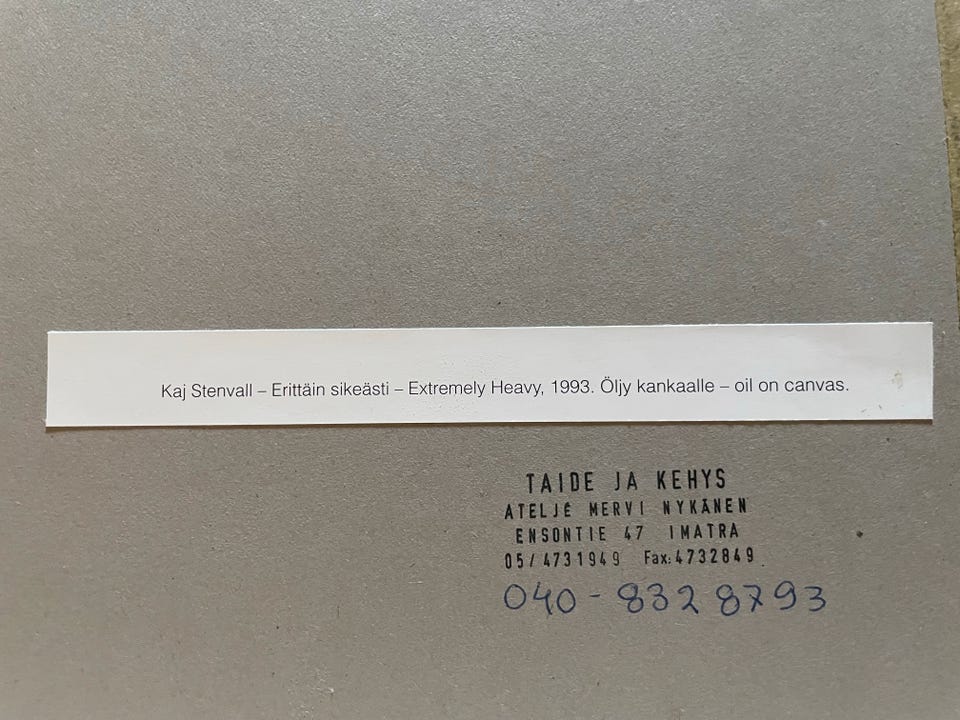 Kaj Stenvall – Erittäin sikeästi – Extremely Heavy, 1993. Öljy kankaalle – oil on canvas.
TAIDE JA KEHYS
ATELJÉ MERVI NYKÄNEN
ENSONTIE 47 IMATRA
05/4731949 Fax:4732849
040-8328793